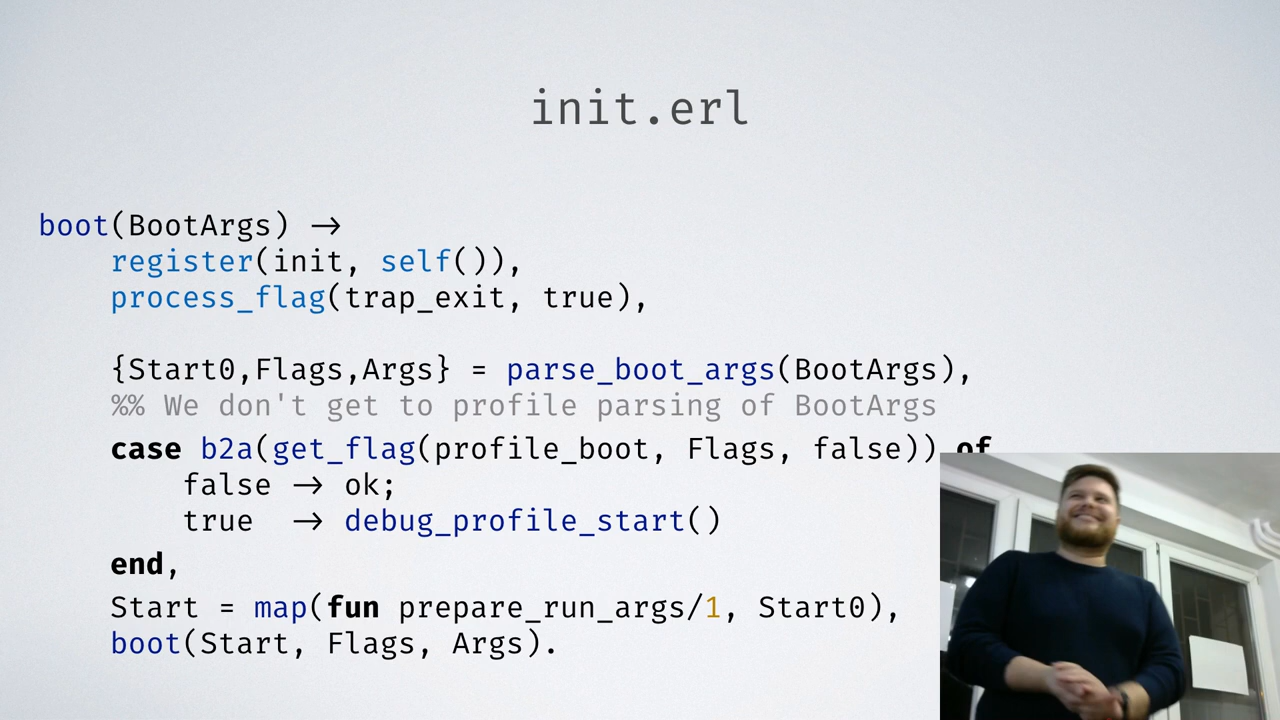 init.erl
boot(BootArgs) →
register(init, self()),
process_flag(trap_exit, true),
{Start0,Flags,Args} = parse_boot_args(BootArgs),
%% We don't get to profile parsing of BootArgs
case b2a(get_flag(profile_boot, Flags, false)) of
false → ok;
true → debug_profile_start()
end,
Start = map(fun prepare_run_args/1, Start0),
boot(Start, Flags, Args).